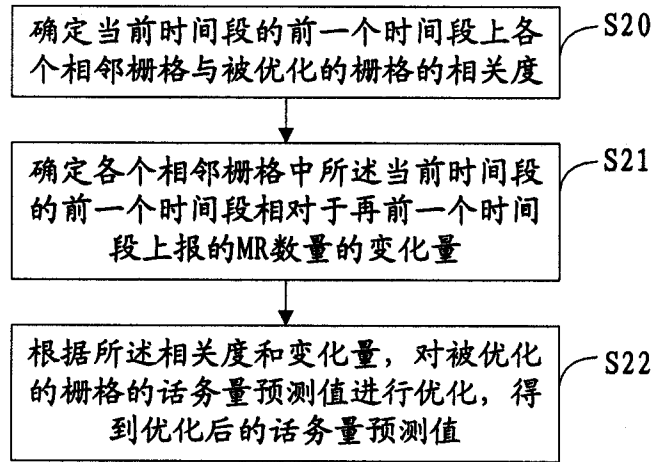 确定当前时间段的前一个时间段上各
个相邻栅格与被优化的栅格的相关度
S20
确定各个相邻栅格中所述当前时间段
的前一个时间段相对于再前一个时间
段上报的MR数量的变化量
S21
根据所述相关度和变化量，对被优化
的栅格的话务量预测值进行优化，得
到优化后的话务量预测值
S22